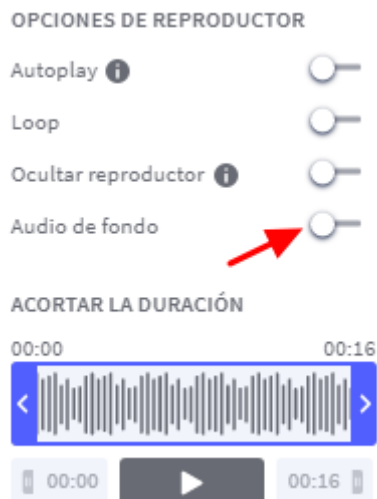 OPCIONES DE REPRODUCTOR
Autoplay i
Loop
Ocultar reproductor i
Audio de fondo
ACORTAR LA DURACIÓN
00:00 00:16
00:00 00:16